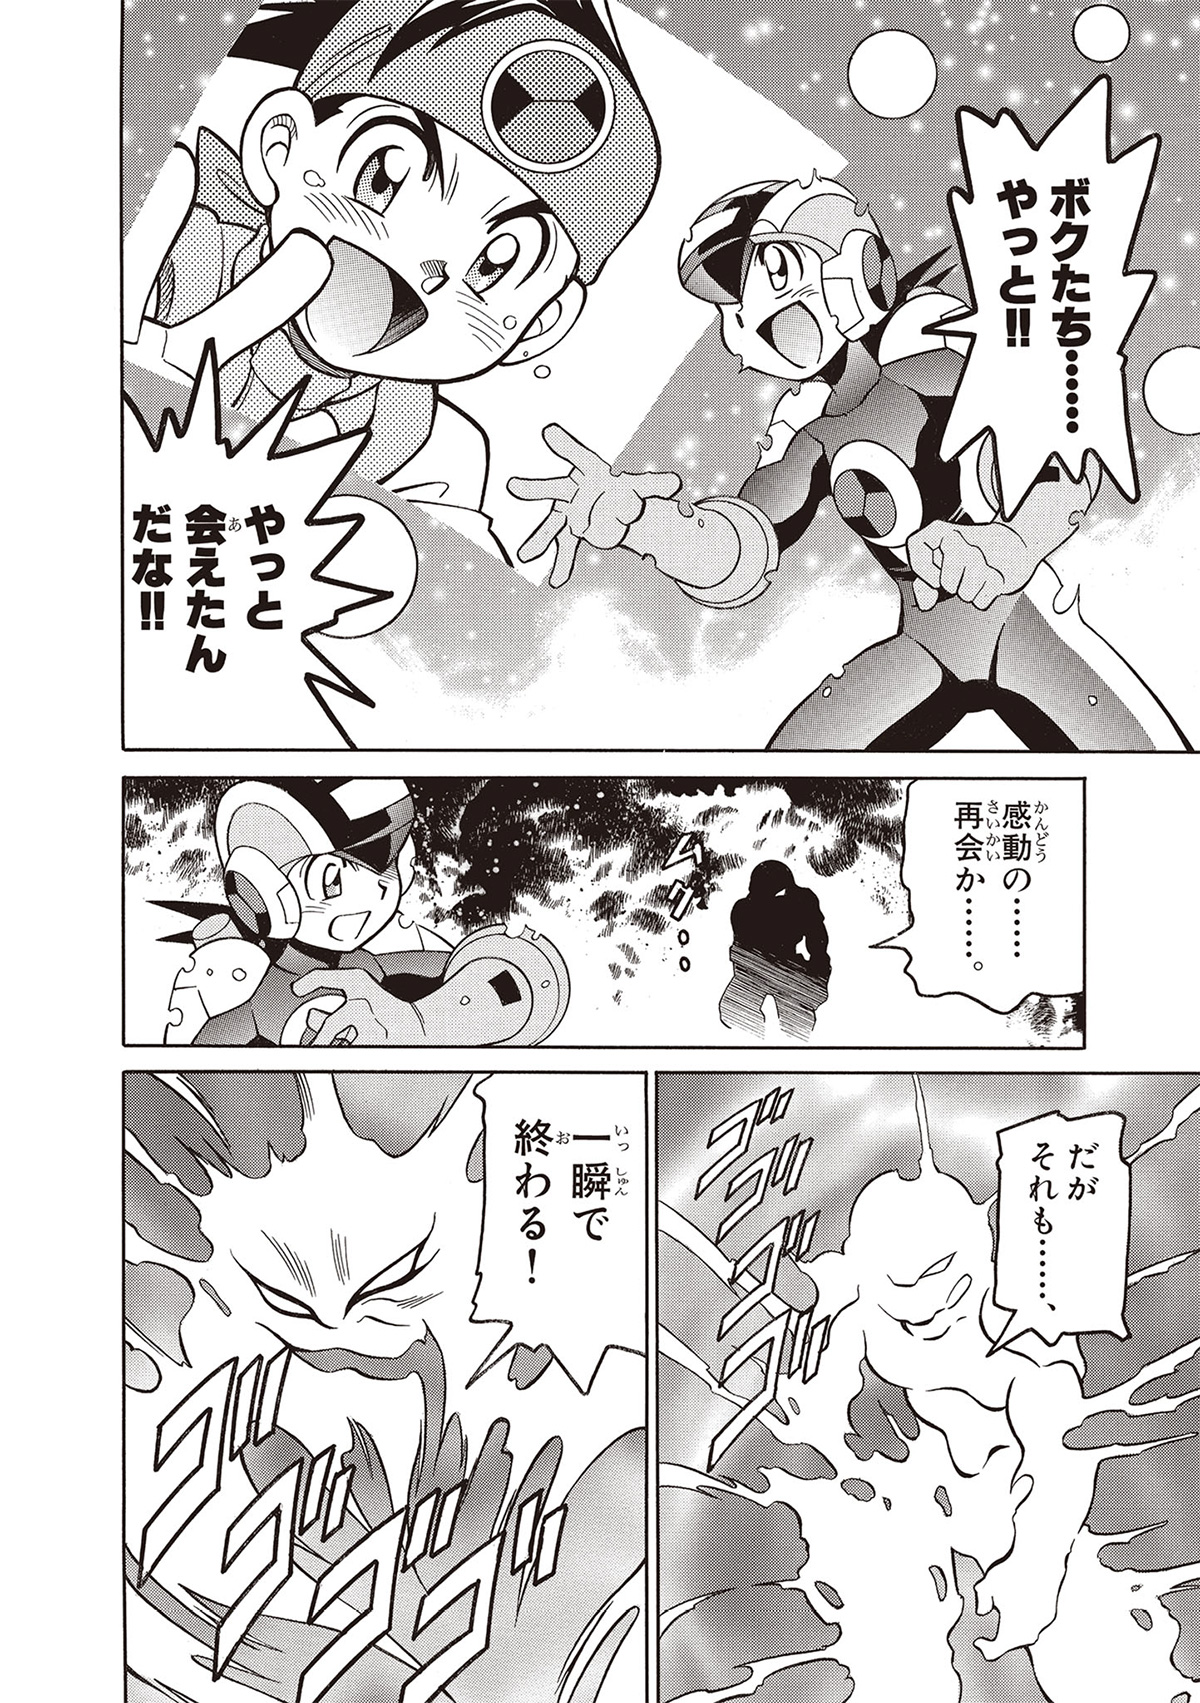 ボクたち……
やっと!!
やっと
会えたん
だな!!
感動の……
再会か……。
ムクッ
だが
それも……、
ゴゴゴゴ
一瞬で
終わる！
ゴゴゴゴゴ